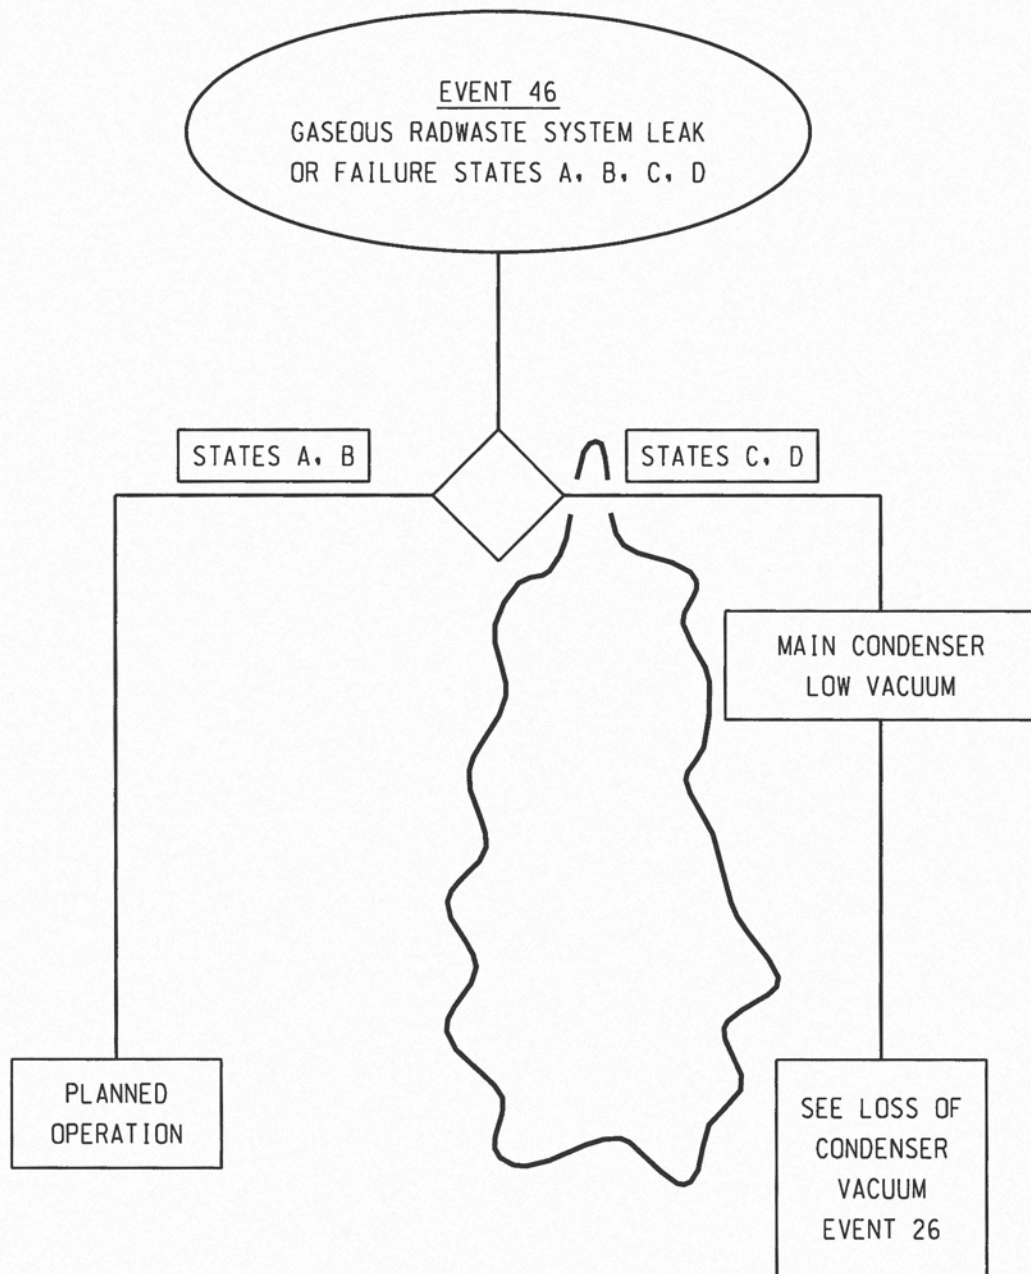 EVENT 46
GASEOUS RADWASTE SYSTEM LEAK
OR FAILURE STATES A, B, C, D
STATES A, B
STATES C, D
MAIN CONDENSER
LOW VACUUM
PLANNED
OPERATION
SEE LOSS OF
CONDENSER
VACUUM
EVENT 26